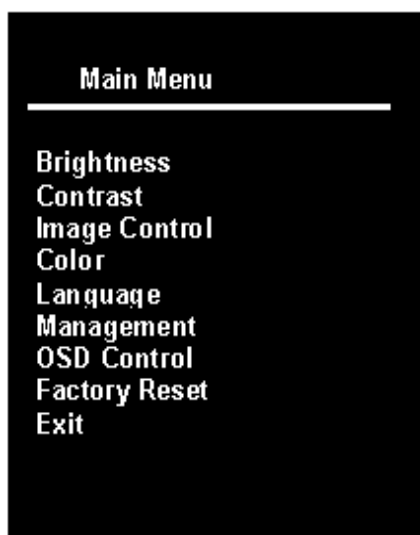 Main Menu
Brightness
Contrast
Image Control
Color
Language
Management
OSD Control
Factory Reset
Exit